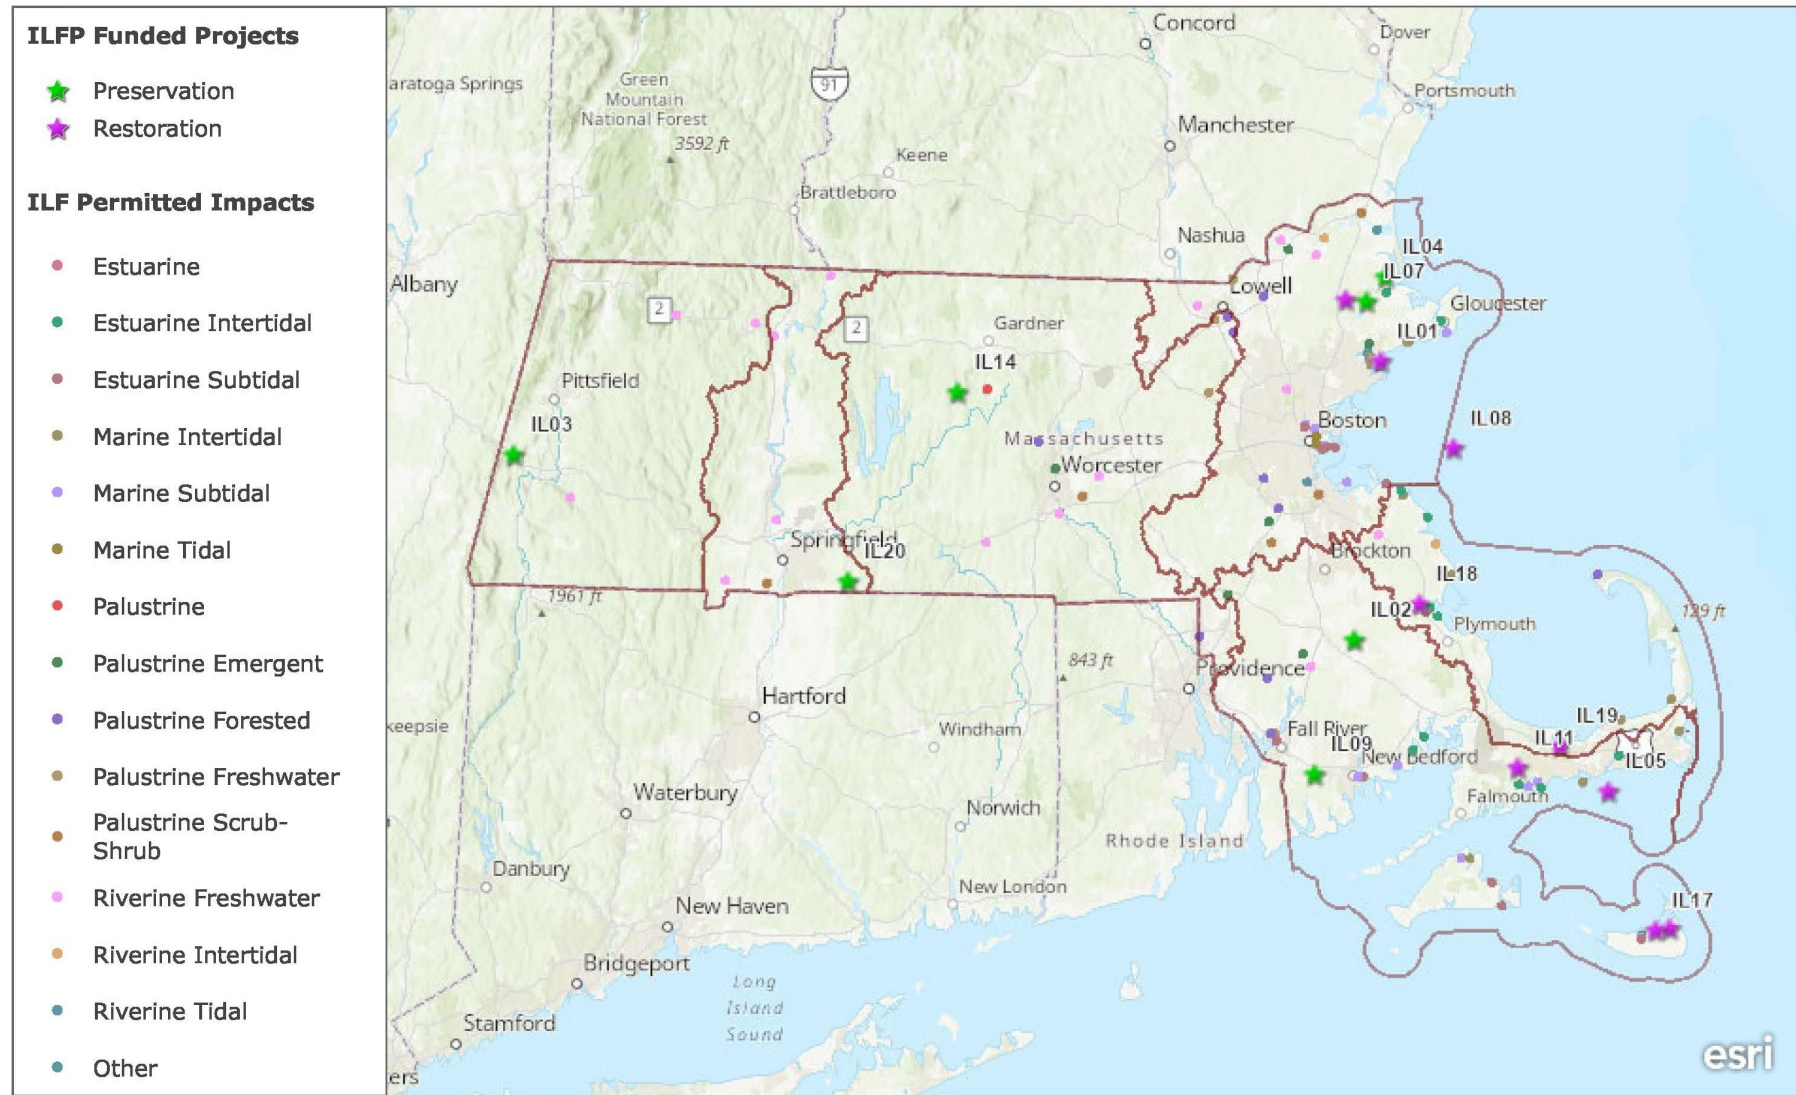 ILFP Funded Projects
Preservation
Restoration
ILF Permitted Impacts
Estuarine
Estuarine Intertidal
Estuarine Subtidal
Marine Intertidal
Marine Subtidal
Marine Tidal
Palustrine
Palustrine Emergent
Palustrine Forested
Palustrine Freshwater
Palustrine Scrub-
Shrub
Riverine Freshwater
Riverine Intertidal
Riverine Tidal
Other
Concord
Dover
aratoga Springs
Green
Mountain
National Forest
91
Portsmouth
3592 ft
Manchester
Keene
Brattleboro
Nashua
IL04
Albany
IL07
Lowell
2
Gloucester
2
Gardner
IL01
IL14
Pittsfield
IL03
Boston
IL08
Massachusetts
Worcester
Springfield
IL20
Brockton
IL18
1961 ft
IL02
129 ft
Plymouth
843 ft
Providence
Hartford
keepsie
Windham
Fall River
IL19
IL11
IL09
New Bedford
IL05
Waterbury
Falmouth
Norwich
Rhode Island
Danbury
New London
New Haven
IL17
Bridgeport
Long
Island
Sound
Stamford
esri
ers